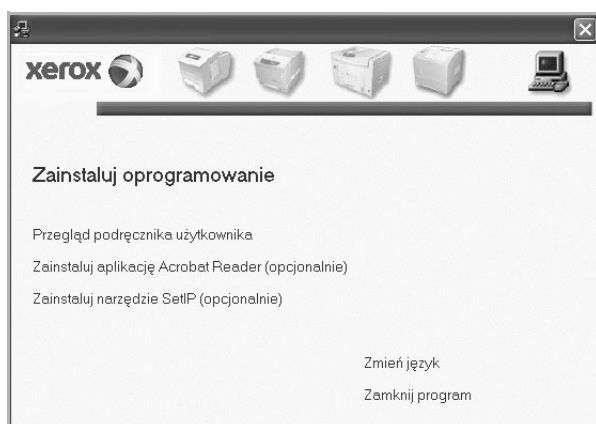 xerox
Zainstaluj oprogramowanie
Przegląd podręcznika użytkownika
Zainstaluj aplikację Acrobat Reader (opcjonalnie)
Zainstaluj narzędzie SetIP (opcjonalnie)
Zmień język
Zamknij program